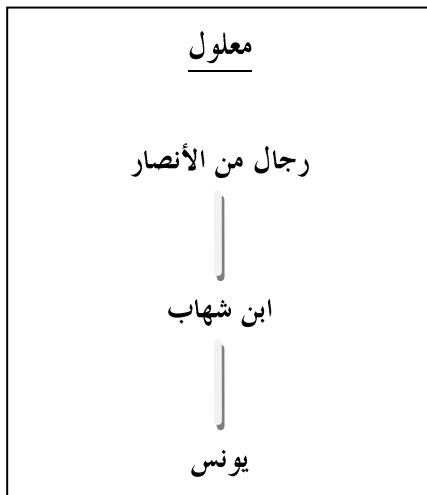 معلول
رجال من الأنصار
ابن شهاب
يونس